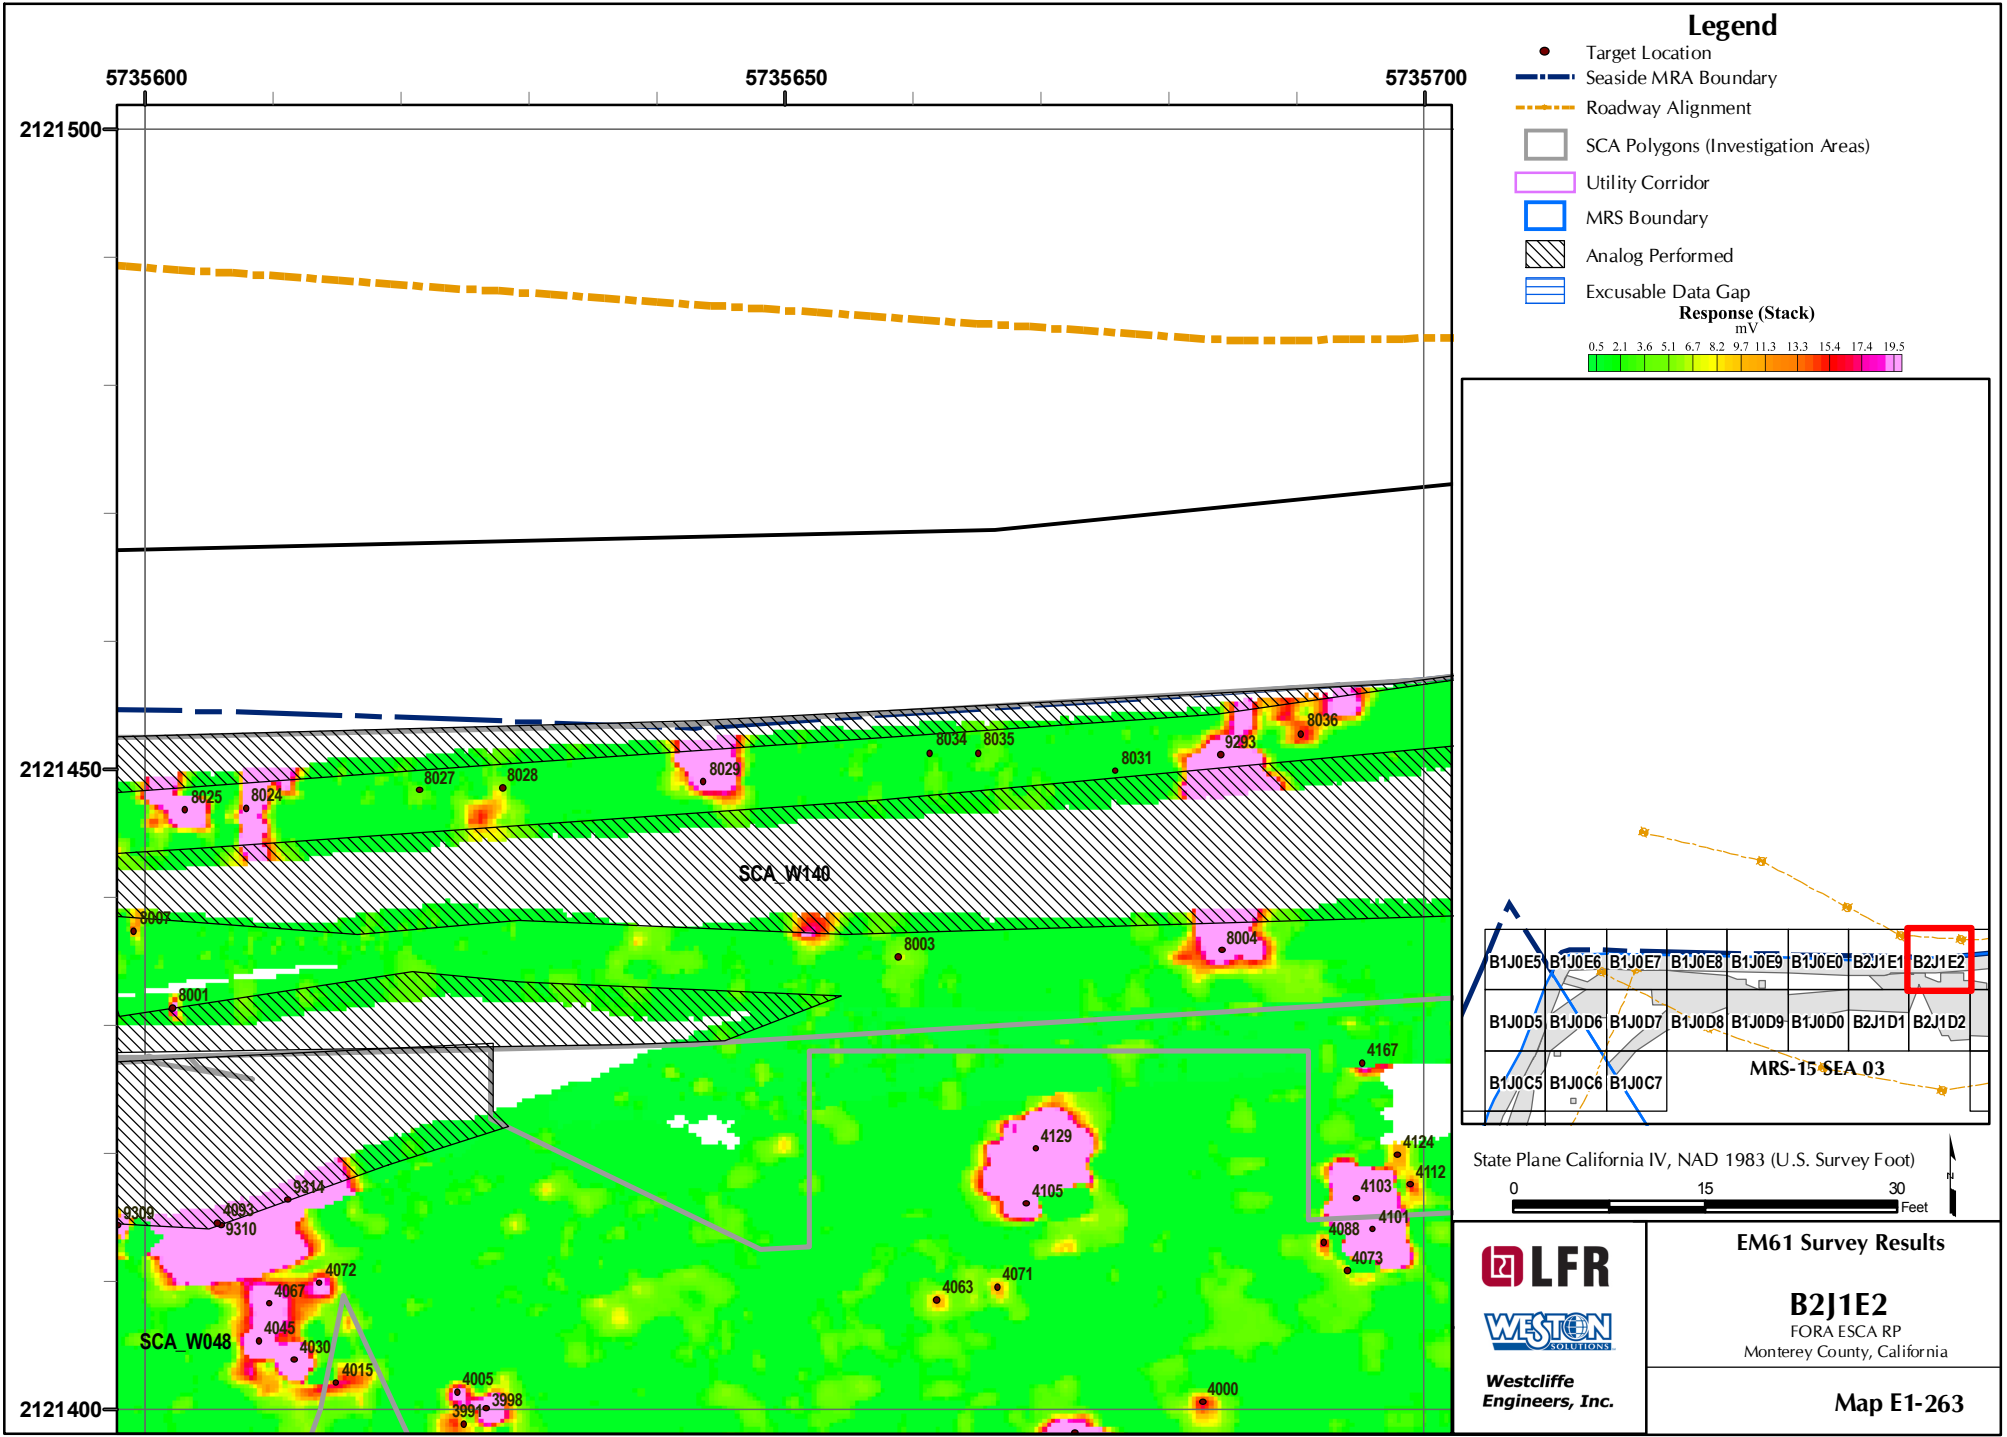 Legend
Target Location
Seaside MRA Boundary
Roadway Alignment
SCA Polygons (Investigation Areas)
Utility Corridor
MRS Boundary
Analog Performed
Excusable Data Gap
Response (Stack)
mV
0.5 2.1 3.6 5.1 6.7 8.2 9.7 11.3 13.3 15.4 17.4 19.5
5735600 5735650 5735700
2121500
2121450
2121400
8036
9293
8034 8035
8031
8029
8028
8027
8025 8024
SCA_W140
8007
8003
8004
8001
4167
4129
4124
4112
4105
4103
4101
4088
4073
9314
9309
4093
9310
4072
4067
4071
4063
4045
SCA_W048
4030
4015
4005
3998
3991
4000
B1J0E5 B1J0E6 B1J0E7 B1J0E8 B1J0E9 B1J0E0 B2J1E1 B2J1E2
B1J0D5 B1J0D6 B1J0D7 B1J0D8 B1J0D9 B1J0D0 B2J1D1 B2J1D2
B1J0C5 B1J0C6 B1J0C7
MRS-15 SEA 03
State Plane California IV, NAD 1983 (U.S. Survey Foot)
0 15 30
Feet
N
LFR
WESTON
SOLUTIONS
Westcliffe
Engineers, Inc.
EM61 Survey Results
B2J1E2
FORA ESCA RP
Monterey County, California
Map E1-263